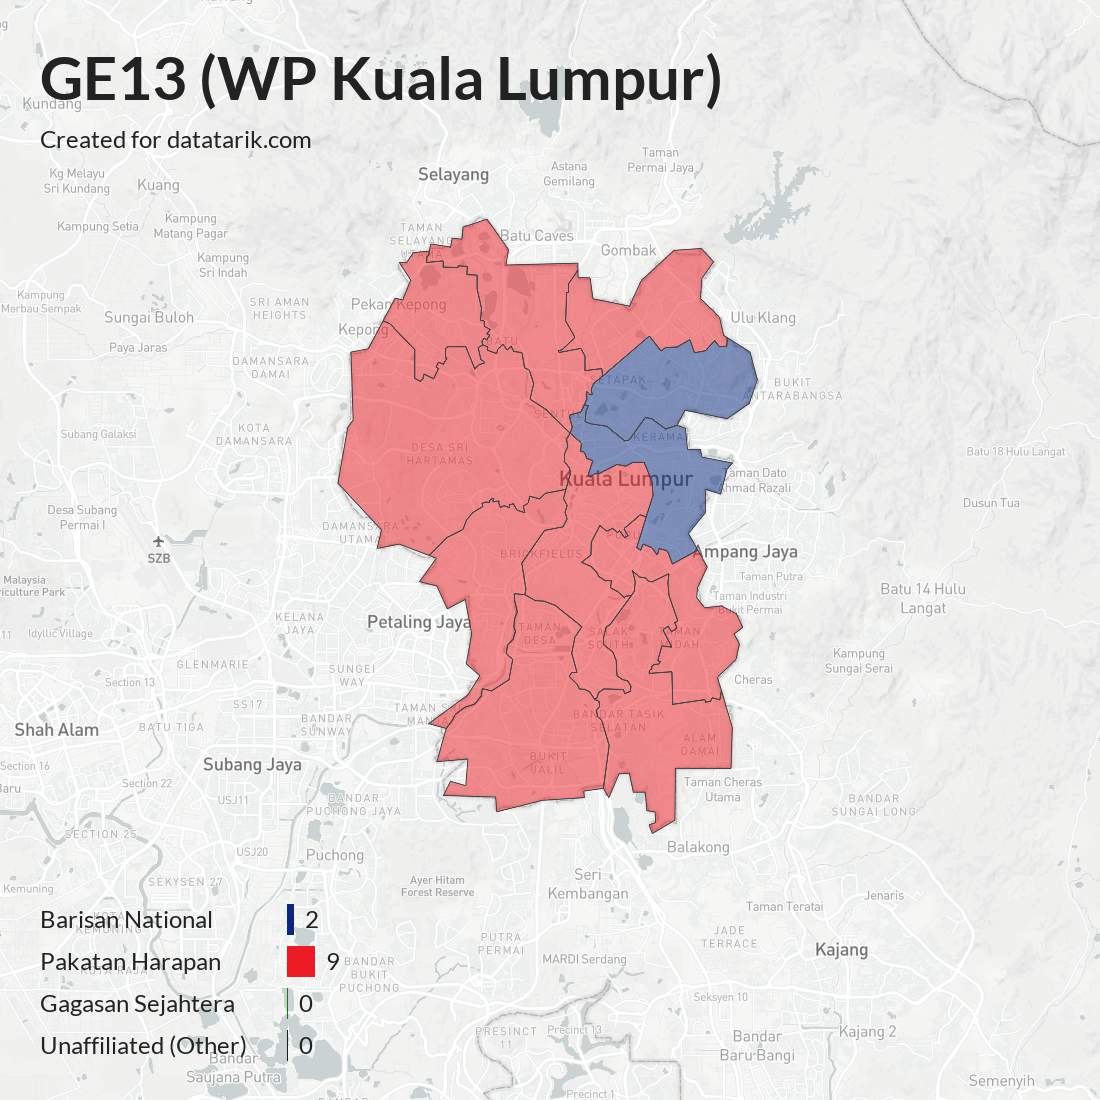 GE13 (WP Kuala Lumpur)
Created for datatarik.com
Kundang
Kg Melayu
Sri Kundang
Kuang
Selayang
Astana
Gemilang
Taman
Permai Jaya
Kampung Setia
Kampung
Matang Pagar
TAMAN
SELAYANG
UTAMA
Batu Caves
Gombak
Kampung
Sri Indah
Kampung
Merbau Sempak
SRI AMAN
HEIGHTS
Pekan Kepong
Sungai Buloh
Kepong
Ulu Klang
Paya Jaras
BATU
DAMANSARA
DAMAI
SETAPAK
BUKIT
ANTARABANGSA
SENTUL
Subang Galaksi
KOTA
DAMANSARA
KERAMAT
DESA SRI
HARTAMAS
Batu 18 Hulu Langat
Kuala Lumpur
Taman Dato
Ahmad Razali
Desa Subang
Permai I
Dusun Tua
DAMANSARA
UTAMA
SZB
BRICKFIELDS
Ampang Jaya
Malaysia
riculture Park
Taman Putra
Batu 14 Hulu
Langat
Taman Industri
Bukit Permai
KELANA
JAYA
Petaling Jaya
11
Idyllic Village
TAMAN
DESA
SALAK
SOUTH
TAMAN
MIDAH
GLENMARIE
SUNGEI
WAY
Kampung
Sungai Serai
Section 13
Cheras
SS17
TAMAN SRI
MANJA
BANDAR
SUNWAY
BANDAR TASIK
SELATAN
Shah Alam
BATU TIGA
ALAM
DAMAI
Section 16
Subang Jaya
BUKIT
JALIL
Baru
Section 22
Taman Cheras
Utama
USJ11
BANDAR
PUCHONG JAYA
BANDAR
SUNGAI LONG
SECTION 25
USJ20
Puchong
Balakong
Kemuning
SEKSYEN 27
Ayer Hitam
Forest Reserve
Seri
Kembangan
Jenaris
Taman Teratai
Barisan National 2
KOTA
KEMUNING
PUTRA
PERMAI
JADE
TERRACE
Kajang
Pakatan Harapan 9
KOTA RAJA
BANDAR
BUKIT
PUCHONG
MARDI Serdang
Gagasan Sejahtera 0
Seksyen 10
Unaffiliated (Other) 0
PRESINCT
11
Precinct 13
Bandar
Baru Bangi
Kajang 2
Bandar
Saujana Putra
Semenyih
Precinct 1
BANDAR